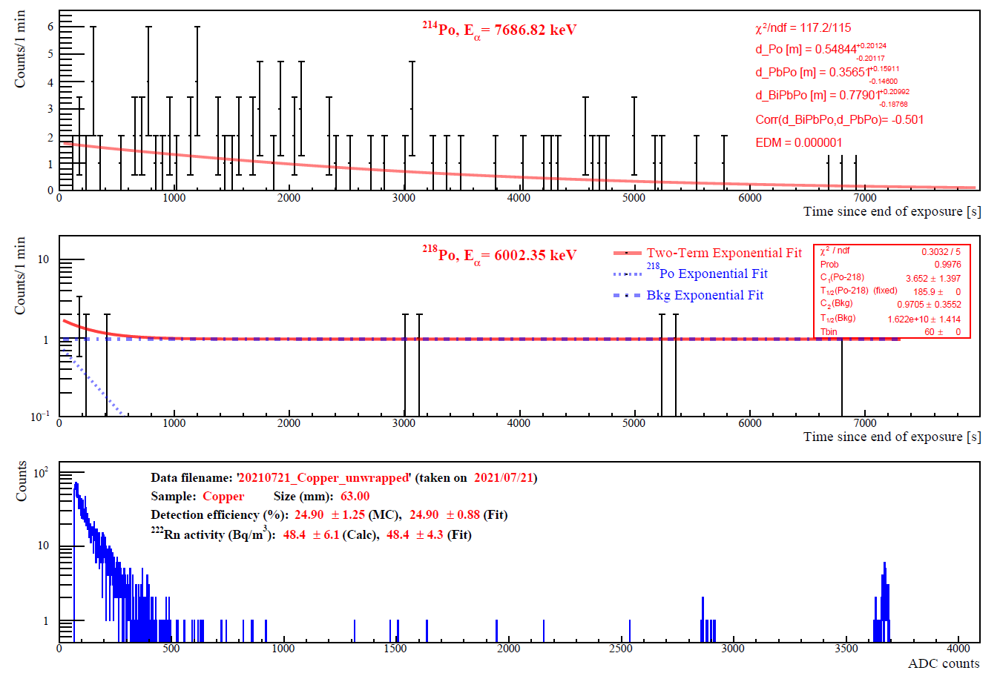 Counts/1 min
²¹⁴Po, Eα= 7686.82 keV
χ²/ndf = 117.2/115
d_Po [m] = 0.54844 +0.20124 -0.20117
d_PbPo [m] = 0.35651 +0.15911 -0.14600
d_BiPbPo [m] = 0.77901 +0.20992 -0.18768
Corr(d_BiPbPo,d_PbPo)= -0.501
EDM = 0.000001
6
5
4
3
2
1
0
0 1000 2000 3000 4000 5000 6000 7000
Time since end of exposure [s]
Counts/1 min
²¹⁸Po, Eα= 6002.35 keV
Two-Term Exponential Fit
²¹⁸Po Exponential Fit
Bkg Exponential Fit
χ² / ndf 0.3032 / 5
Prob 0.9976
C₁(Po-218) 3.652 ± 1.397
T₁/₂(Po-218) (fixed) 185.9 ± 0
C₂(Bkg) 0.9705 ± 0.3552
T₁/₂(Bkg) 1.622e+10 ± 1.414
Tbin 60 ± 0
10
1
10⁻¹
0 1000 2000 3000 4000 5000 6000 7000
Time since end of exposure [s]
Counts
Data filename: '20210721_Copper_unwrapped' (taken on 2021/07/21)
Sample: Copper Size (mm): 63.00
Detection efficiency (%): 24.90 ± 1.25 (MC), 24.90 ± 0.88 (Fit)
²²²Rn activity (Bq/m³): 48.4 ± 6.1 (Calc), 48.4 ± 4.3 (Fit)
10²
10
1
0 500 1000 1500 2000 2500 3000 3500 4000
ADC counts